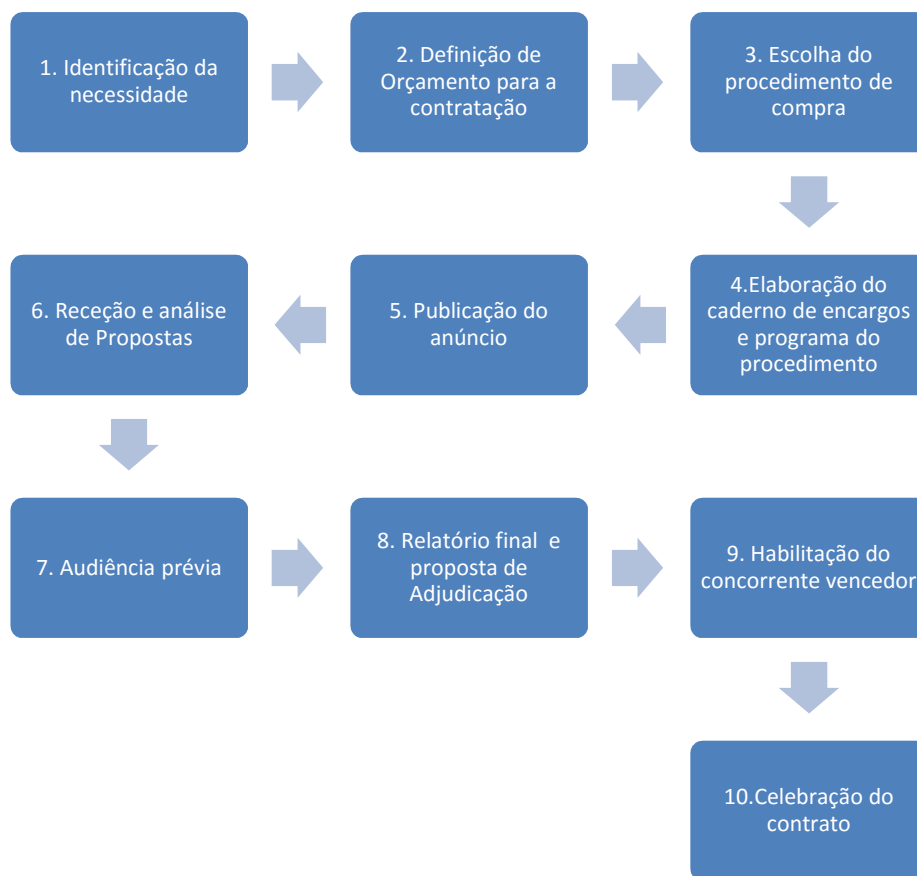 1. Identificação da
necessidade
2. Definição de
Orçamento para a
contratação
3. Escolha do
procedimento de
compra
4.Elaboração do
caderno de encargos
e programa do
procedimento
5. Publicação do
anúncio
6. Receção e análise
de Propostas
7. Audiência prévia
8. Relatório final e
proposta de
Adjudicação
9. Habilitação do
concorrente vencedor
10.Celebração do
contrato